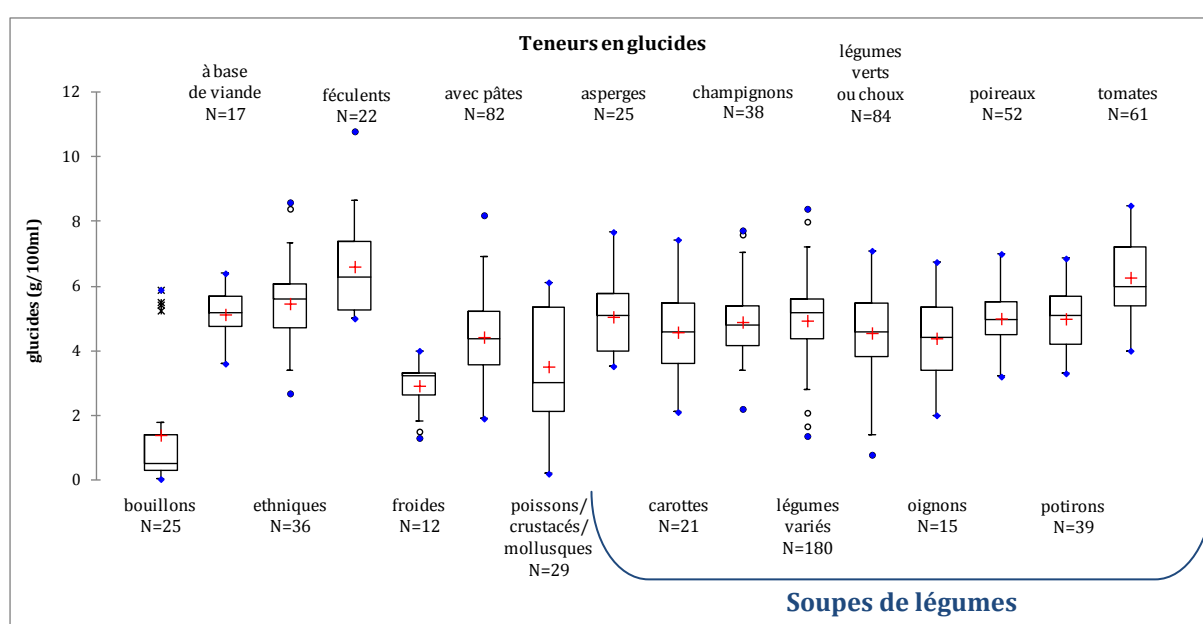 Teneurs en glucides
à base
de viande
N=17
féculents
N=22
avec pâtes
N=82
asperges
N=25
champignons
N=38
légumes
verts
ou choux
N=84
poireaux
N=52
tomates
N=61
glucides (g/100ml)
12
10
8
6
4
2
0
bouillons
N=25
ethniques
N=36
froides
N=12
poissons/
crustacés/
mollusques
N=29
carottes
N=21
légumes
variés
N=180
oignons
N=15
potirons
N=39
Soupes de légumes